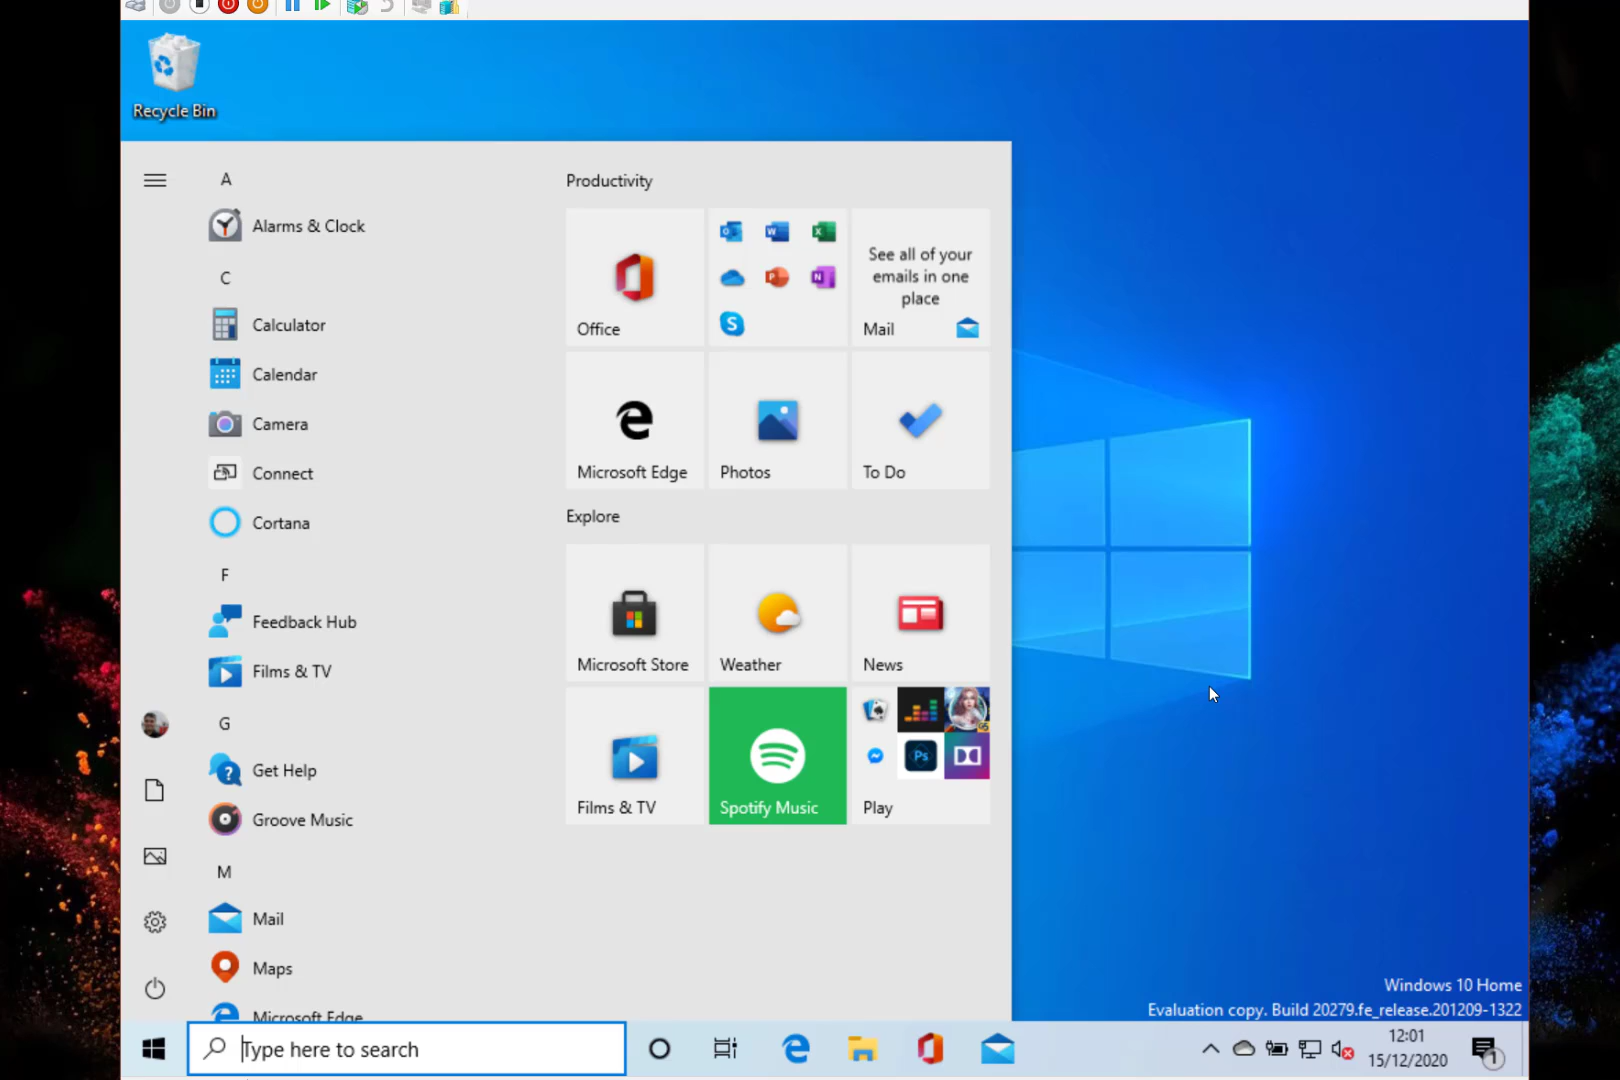 Recycle Bin
A
Alarms & Clock
C
Calculator
Calendar
Camera
Connect
Cortana
F
Feedback Hub
Films & TV
G
Get Help
Groove Music
M
Mail
Maps
Microsoft Edge
Productivity
Office
See all of your
emails in one
place
Mail
Microsoft Edge
Photos
To Do
Explore
Microsoft Store
Weather
News
Films & TV
Spotify Music
Ps
Play
Windows 10 Home
Evaluation copy. Build 20279.fe_release.201209-1322
Type here to search
12:01
15/12/2020
1